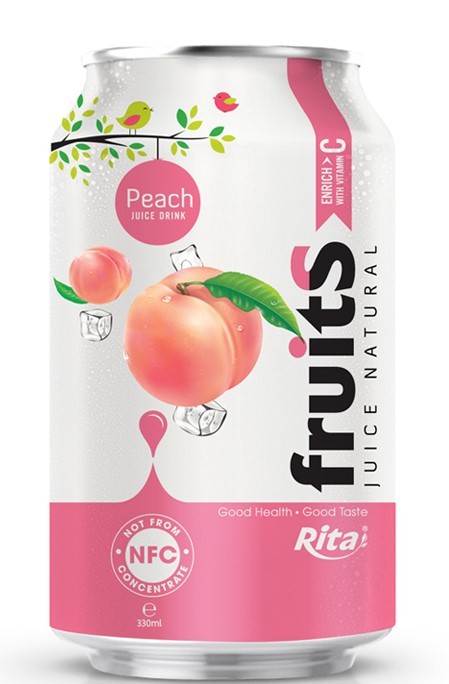 Peach
JUICE DRINK
ENRICH >
WITH VITAMIN
C
fruits
JUICE NATURAL
Good Health • Good Taste
Rita®
NOT FROM
NFC
CONCENTRATE
℮
330ml